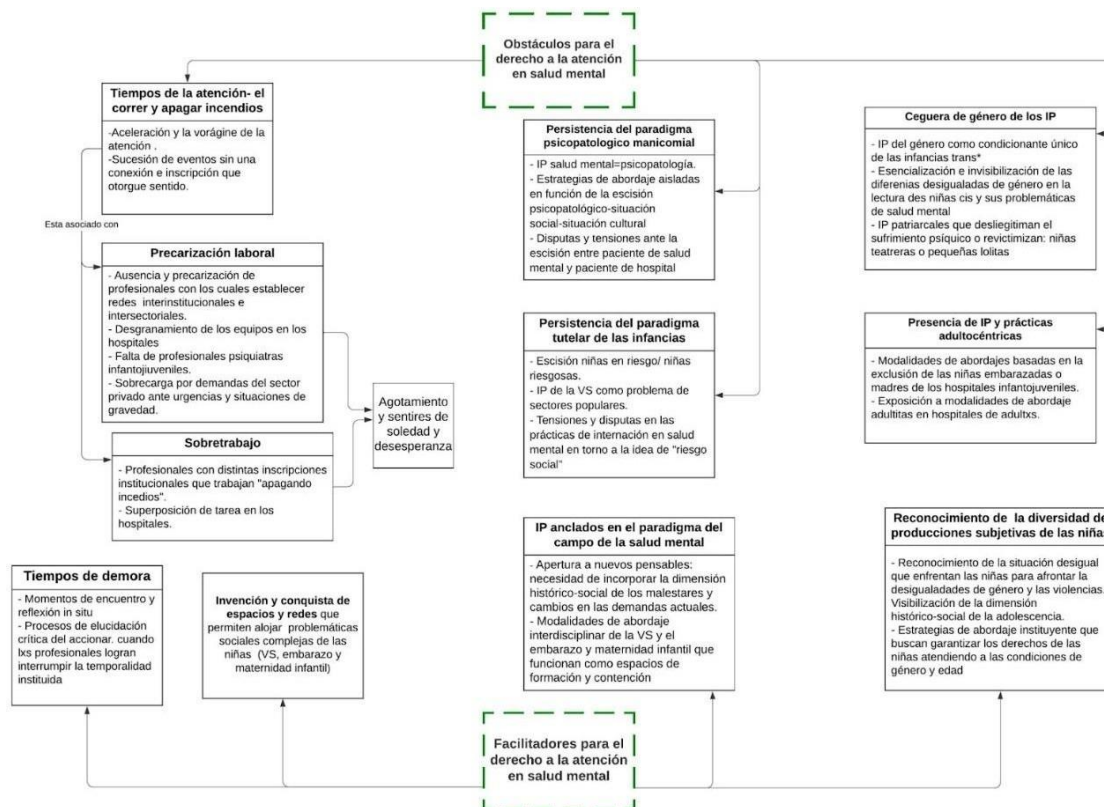 Obstáculos para el
derecho a la atención
en salud mental
Tiempos de la atención- el
correr y apagar incendios
-Aceleración y la vorágine de la
atención .
-Sucesión de eventos sin una
conexión e inscripción que
otorgue sentido.
Esta asociado con
Precarización laboral
- Ausencia y precarización de
profesionales con los cuales establecer
redes interinstitucionales e
intersectoriales.
- Desgranamiento de los equipos en los
hospitales
- Falta de profesionales psiquiatras
infantojiuveniles.
- Sobrecarga por demandas del sector
privado ante urgencias y situaciones de
gravedad.
Sobretrabajo
- Profesionales con distintas inscripciones
institucionales que trabajan "apagando
incedios".
- Superposición de tarea en los
hospitales.
Agotamiento
y sentires de
soledad y
desesperanza
Persistencia del paradigma
psicopatologico manicomial
- IP salud mental=psicopatología.
- Estrategias de abordaje aisladas
en función de la escisión
psicopatológico-situación
social-situación cultural
- Disputas y tensiones ante la
escisión entre paciente de salud
mental y paciente de hospital
Persistencia del paradigma
tutelar de las infancias
- Escisión niñas en riesgo/ niñas
riesgosas.
- IP de la VS como problema de
sectores populares.
- Tensiones y disputas en las
prácticas de internación en salud
mental en torno a la idea de "riesgo
social"
Ceguera de género de los IP
- IP del género como condicionante único
de las infancias trans*
- Esencialización e invisibilización de las
diferenias desigualadas de género en la
lectura des niñas cis y sus problemáticas
de salud mental
- IP patriarcales que desliegitiman el
sufrimiento psíquico o revictimizan: niñas
teatreras o pequeñas lolitas
Presencia de IP y prácticas
adultocéntricas
- Modalidades de abordajes basadas en la
exclusión de las niñas embarazadas o
madres de los hospitales infantojuveniles.
- Exposición a modalidades de abordaje
adultitas en hospitales de adultxs.
Tiempos de demora
- Momentos de encuentro y
reflexión in situ
- Procesos de elucidación
crítica del accionar. cuando
lxs profesionales logran
interrumpir la temporalidad
instituida
Invención y conquista de
espacios y redes que
permiten alojar problemáticas
sociales complejas de las
niñas (VS, embarazo y
maternidad infantil)
IP anclados en el paradigma del
campo de la salud mental
- Apertura a nuevos pensables:
necesidad de incorporar la dimensión
histórico-social de los malestares y
cambios en las demandas actuales.
- Modalidades de abordaje
interdisciplinar de la VS y el
embarazo y maternidad infantil que
funcionan como espacios de
formación y contención
Reconocimiento de la diversidad de
producciones subjetivas de las niñas
- Reconocimiento de la situación desigual
que enfrentan las niñas para afrontar la
desigualadades de género y las violencias.
Visibilización de la dimensión
histórico-social de la adolescencia.
- Estrategias de abordaje instituyente que
buscan garantizar los derechos de las
niñas atendiendo a las condiciones de
género y edad
Facilitadores para el
derecho a la atención
en salud mental